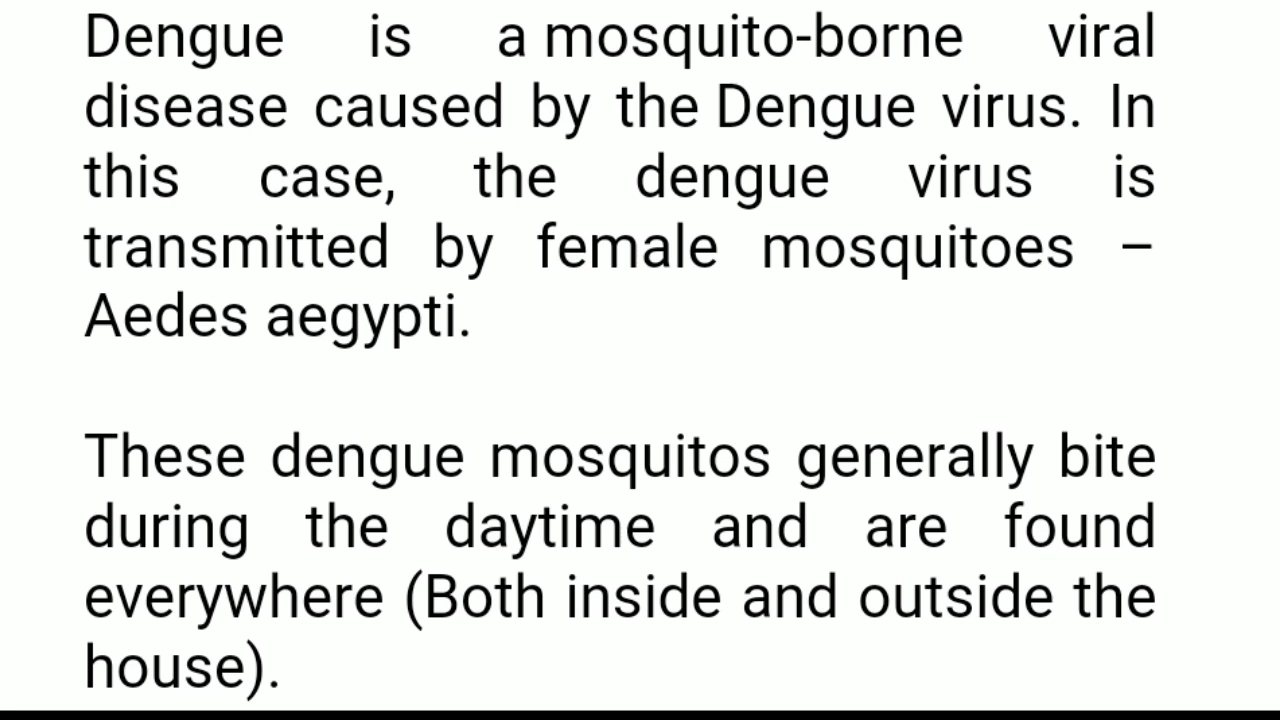 Dengue is a mosquito-borne viral
disease caused by the Dengue virus. In
this case, the dengue virus is
transmitted by female mosquitoes –
Aedes aegypti.
These dengue mosquitos generally bite
during the daytime and are found
everywhere (Both inside and outside the
house).